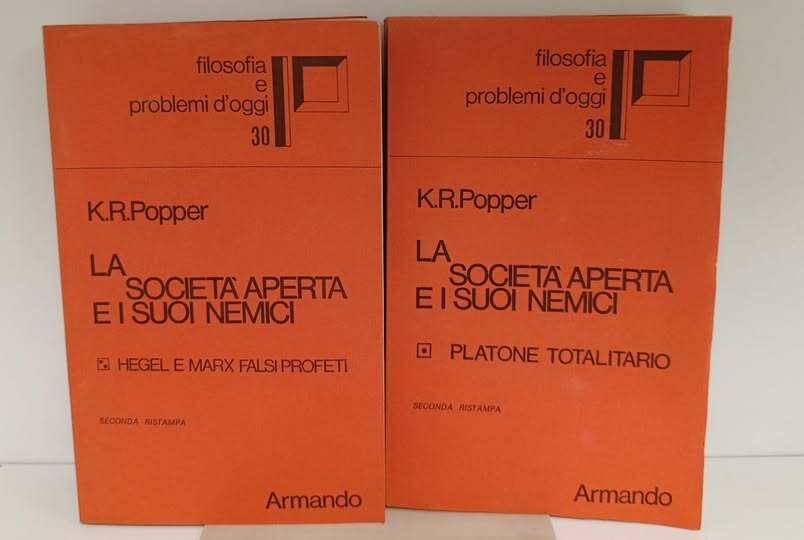 filosofia
e
problemi d'oggi
30
K.R.Popper
LA
SOCIETÀ APERTA
E I SUOI NEMICI
HEGEL E MARX FALSI PROFETI
SECONDA RISTAMPA
Armando
filosofia
e
problemi d'oggi
30
K.R.Popper
LA
SOCIETÀ APERTA
E I SUOI NEMICI
PLATONE TOTALITARIO
SECONDA RISTAMPA
Armando